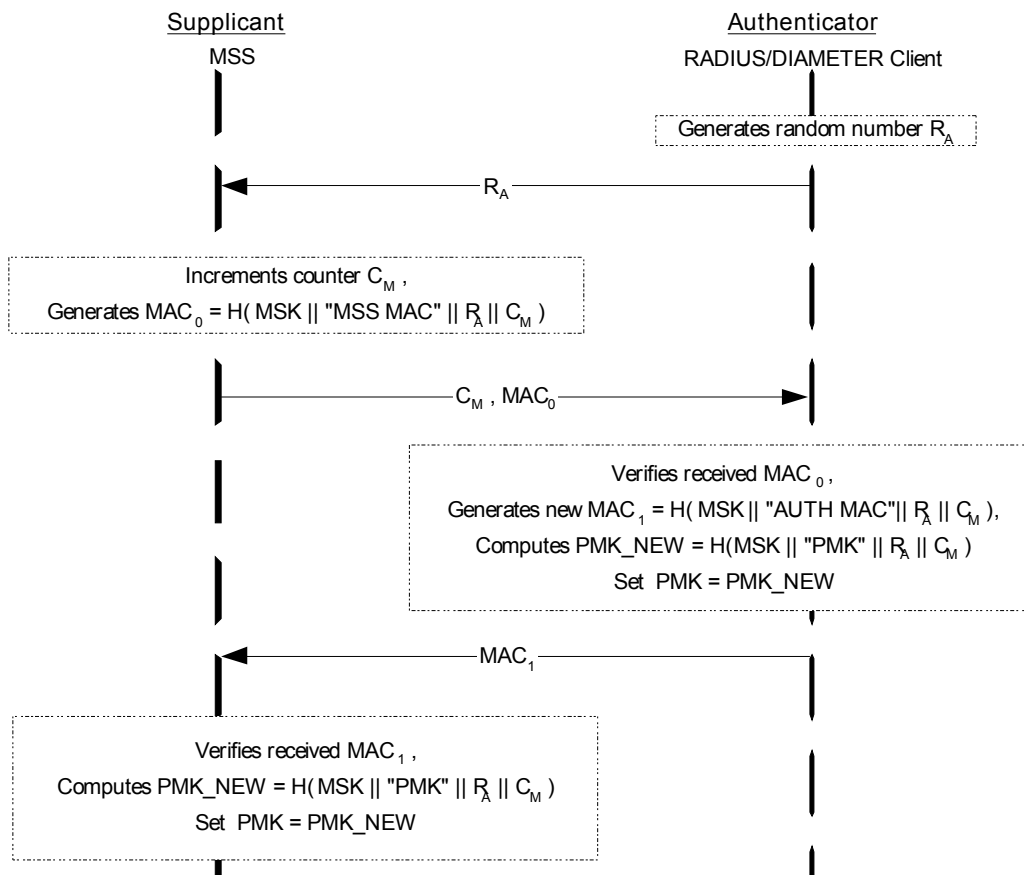 Supplicant
MSS
Authenticator
RADIUS/DIAMETER Client
Generates random number R_A
R_A
Increments counter C_M ,
Generates MAC_0 = H( MSK || "MSS MAC" || R_A || C_M )
C_M , MAC_0
Verifies received MAC_0 ,
Generates new MAC_1 = H( MSK || "AUTH MAC"|| R_A || C_M ),
Computes PMK_NEW = H(MSK || "PMK" || R_A || C_M )
Set PMK = PMK_NEW
MAC_1
Verifies received MAC_1 ,
Computes PMK_NEW = H(MSK || "PMK" || R_A || C_M )
Set PMK = PMK_NEW